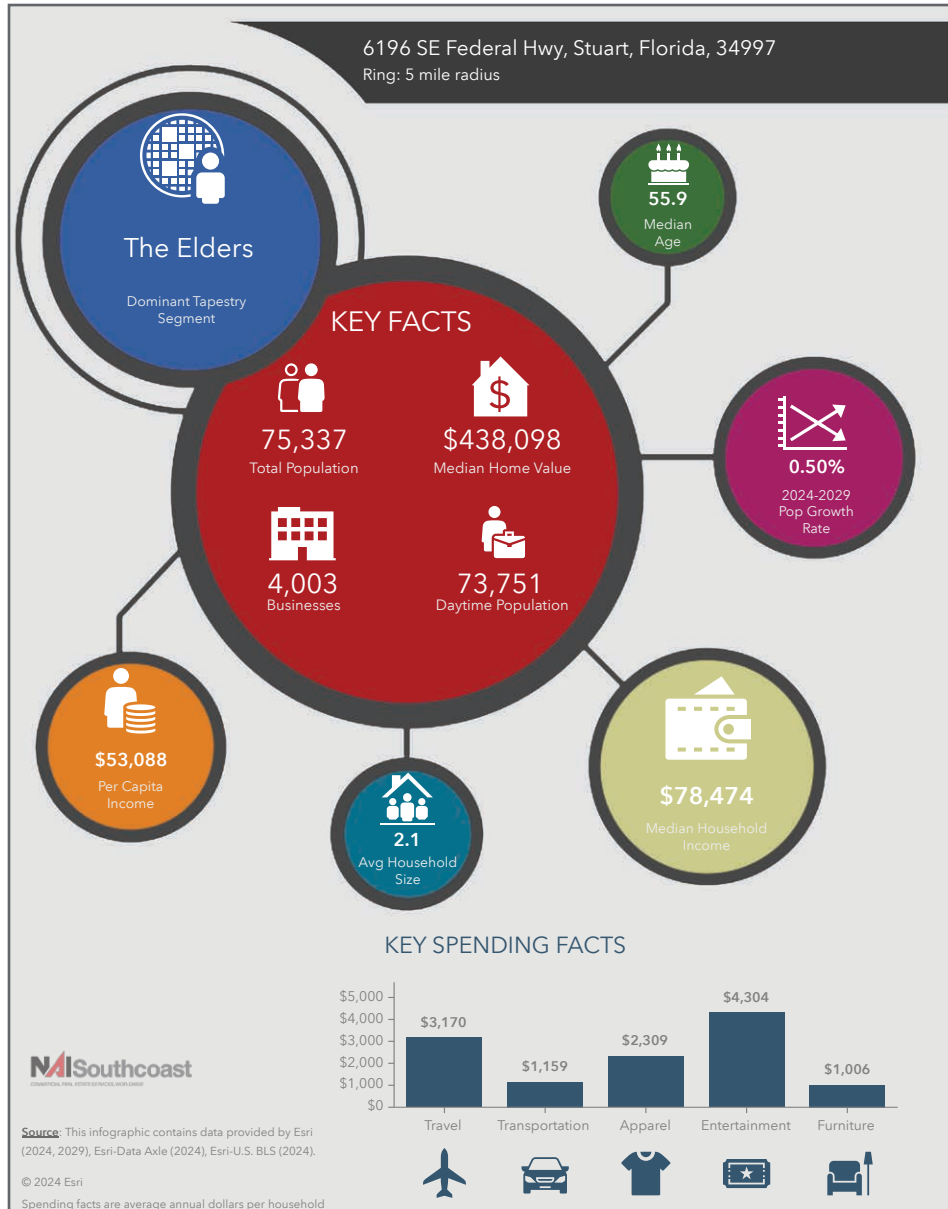 6196 SE Federal Hwy, Stuart, Florida, 34997
Ring: 5 mile radius
The Elders
Dominant Tapestry
Segment
55.9
Median
Age
KEY FACTS
75,337
Total Population
$438,098
Median Home Value
4,003
Businesses
73,751
Daytime Population
0.50%
2024-2029
Pop Growth
Rate
$53,088
Per Capita
Income
2.1
Avg Household
Size
$78,474
Median Household
Income
KEY SPENDING FACTS
$5,000
$4,000
$3,000
$2,000
$1,000
$0
$3,170
$1,159
$2,309
$4,304
$1,006
Travel
Transportation
Apparel
Entertainment
Furniture
NAISouthcoast
COMMERCIAL REAL ESTATE SERVICES, WORLDWIDE
Source: This infographic contains data provided by Esri
(2024, 2029), Esri-Data Axle (2024), Esri-U.S. BLS (2024).
© 2024 Esri
Spending facts are average annual dollars per household